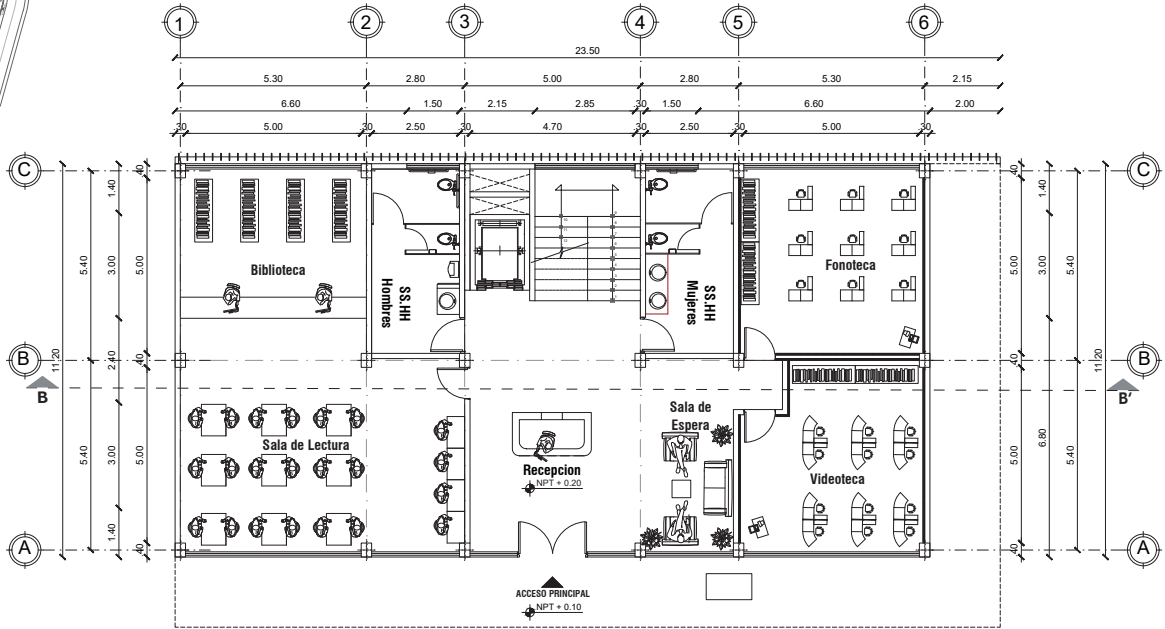 1 2 3 4 5 6
23.50
5.30 2.80 5.00 2.80 5.30 2.15
6.60 1.50 2.15 2.85 .30 1.50 6.60 2.00
.30 5.00 .30 2.50 .30 4.70 .30 2.50 .30 5.00 .30
C
C
.40
1.40
5.40
3.00
5.00
11.20
B
B
2.40
.40
B
B'
5.40
3.00
5.00
1.40
.40
A
A
.40
1.40
5.00
3.00
5.40
.40
11.20
5.00
6.80
5.40
.40
Biblioteca
SS.HH
Hombres
SS.HH
Mujeres
Fonoteca
Sala de Lectura
Sala de
Espera
Recepcion
NPT + 0.20
Videoteca
ACCESO PRINCIPAL
NPT + 0.10